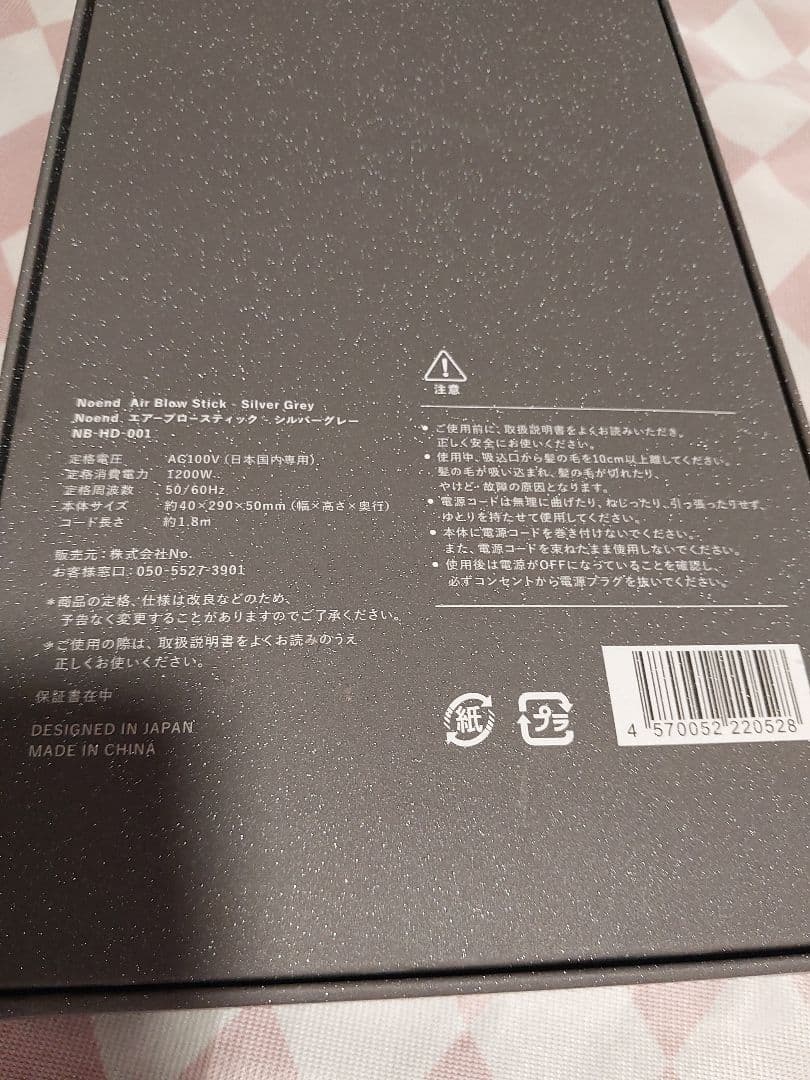 Noend Air Blow Stick - Silver Grey
Noend エアーブロースティック - シルバーグレー
NB-HD-001
定格電圧 AC100V(日本国内専用)
定格消費電力 1200W
定格周波数 50/60Hz
本体サイズ 約40×290×50mm(幅×高さ×奥行)
コード長さ 約1.8m
販売元:株式会社No.
お客様窓口:050-5527-3901
*商品の定格、仕様は改良などのため、
予告なく変更することがありますのでご了承ください。
*ご使用の際は、取扱説明書をよくお読みのうえ
正しくお使いください。
保証書在中
DESIGNED IN JAPAN
MADE IN CHINA
注意
• ご使用前に、取扱説明書をよくお読みいただき、
正しく安全にお使いください。
• 使用中、吸込口から髪の毛を10cm以上離してください。
髪の毛が吸い込まれ、髪の毛が切れたり、
やけど・故障の原因となります。
• 電源コードは無理に曲げたり、ねじったり、引っ張ったりせず、
ゆとりを持たせて使用してください。
• 本体に電源コードを巻き付けないでください。
また、電源コードを束ねたまま使用しないでください。
• 使用後は電源がOFFになっていることを確認し、
必ずコンセントから電源プラグを抜いてください。
紙
プラ
4 570052 220528